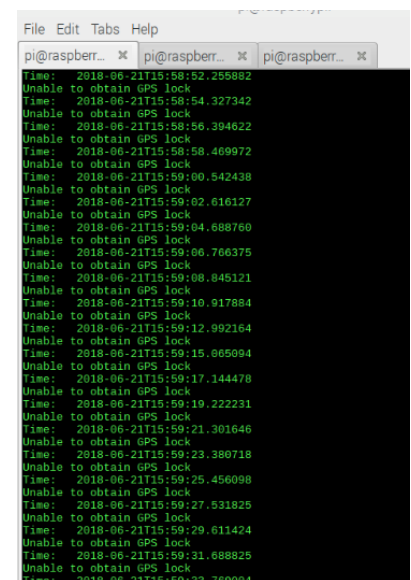 File Edit Tabs Help
pi@raspberr... × pi@raspberr... × pi@raspberr... ×
Time: 2018-06-21T15:58:52.255882
Unable to obtain GPS lock
Time: 2018-06-21T15:58:54.327342
Unable to obtain GPS lock
Time: 2018-06-21T15:58:56.394622
Unable to obtain GPS lock
Time: 2018-06-21T15:58:58.469972
Unable to obtain GPS lock
Time: 2018-06-21T15:59:00.542438
Unable to obtain GPS lock
Time: 2018-06-21T15:59:02.616127
Unable to obtain GPS lock
Time: 2018-06-21T15:59:04.688760
Unable to obtain GPS lock
Time: 2018-06-21T15:59:06.766375
Unable to obtain GPS lock
Time: 2018-06-21T15:59:08.845121
Unable to obtain GPS lock
Time: 2018-06-21T15:59:10.917884
Unable to obtain GPS lock
Time: 2018-06-21T15:59:12.992164
Unable to obtain GPS lock
Time: 2018-06-21T15:59:15.065094
Unable to obtain GPS lock
Time: 2018-06-21T15:59:17.144478
Unable to obtain GPS lock
Time: 2018-06-21T15:59:19.222231
Unable to obtain GPS lock
Time: 2018-06-21T15:59:21.301646
Unable to obtain GPS lock
Time: 2018-06-21T15:59:23.380718
Unable to obtain GPS lock
Time: 2018-06-21T15:59:25.456098
Unable to obtain GPS lock
Time: 2018-06-21T15:59:27.531825
Unable to obtain GPS lock
Time: 2018-06-21T15:59:29.611424
Unable to obtain GPS lock
Time: 2018-06-21T15:59:31.688825
Unable to obtain GPS lock